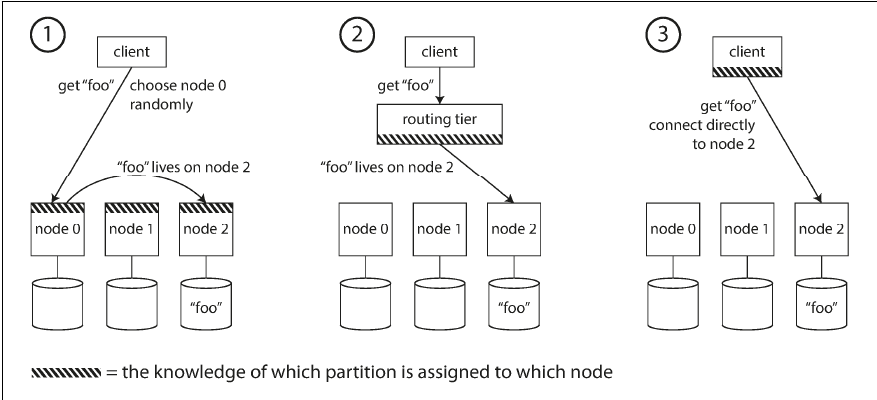 1
client
get “foo”
choose node 0
randomly
“foo” lives on node 2
node 0
node 1
node 2
“foo”
2
client
get “foo”
routing tier
“foo” lives on node 2
node 0
node 1
node 2
“foo”
3
client
get “foo”
connect directly
to node 2
node 0
node 1
node 2
“foo”
= the knowledge of which partition is assigned to which node